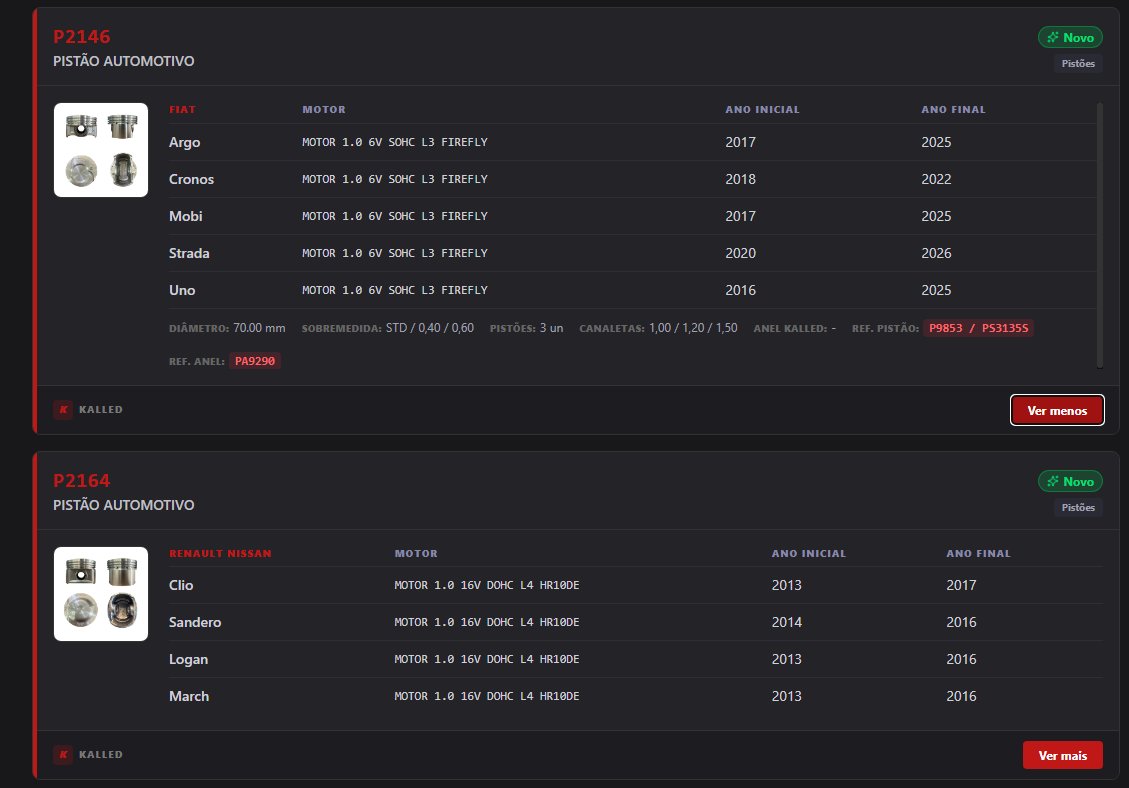 P2146
Novo
PISTÃO AUTOMOTIVO
Pistões
FIAT MOTOR ANO INICIAL ANO FINAL
Argo MOTOR 1.0 6V SOHC L3 FIREFLY 2017 2025
Cronos MOTOR 1.0 6V SOHC L3 FIREFLY 2018 2022
Mobi MOTOR 1.0 6V SOHC L3 FIREFLY 2017 2025
Strada MOTOR 1.0 6V SOHC L3 FIREFLY 2020 2026
Uno MOTOR 1.0 6V SOHC L3 FIREFLY 2016 2025
DIÂMETRO: 70.00 mm SOBREMEDIDA: STD / 0,40 / 0,60 PISTÕES: 3 un CANALETAS: 1,00 / 1,20 / 1,50 ANEL KALLED: - REF. PISTÃO: P9853 / PS3135S
REF. ANEL: PA9290
K KALLED Ver menos
P2164
Novo
PISTÃO AUTOMOTIVO
Pistões
RENAULT NISSAN MOTOR ANO INICIAL ANO FINAL
Clio MOTOR 1.0 16V DOHC L4 HR10DE 2013 2017
Sandero MOTOR 1.0 16V DOHC L4 HR10DE 2014 2016
Logan MOTOR 1.0 16V DOHC L4 HR10DE 2013 2016
March MOTOR 1.0 16V DOHC L4 HR10DE 2013 2016
K KALLED Ver mais